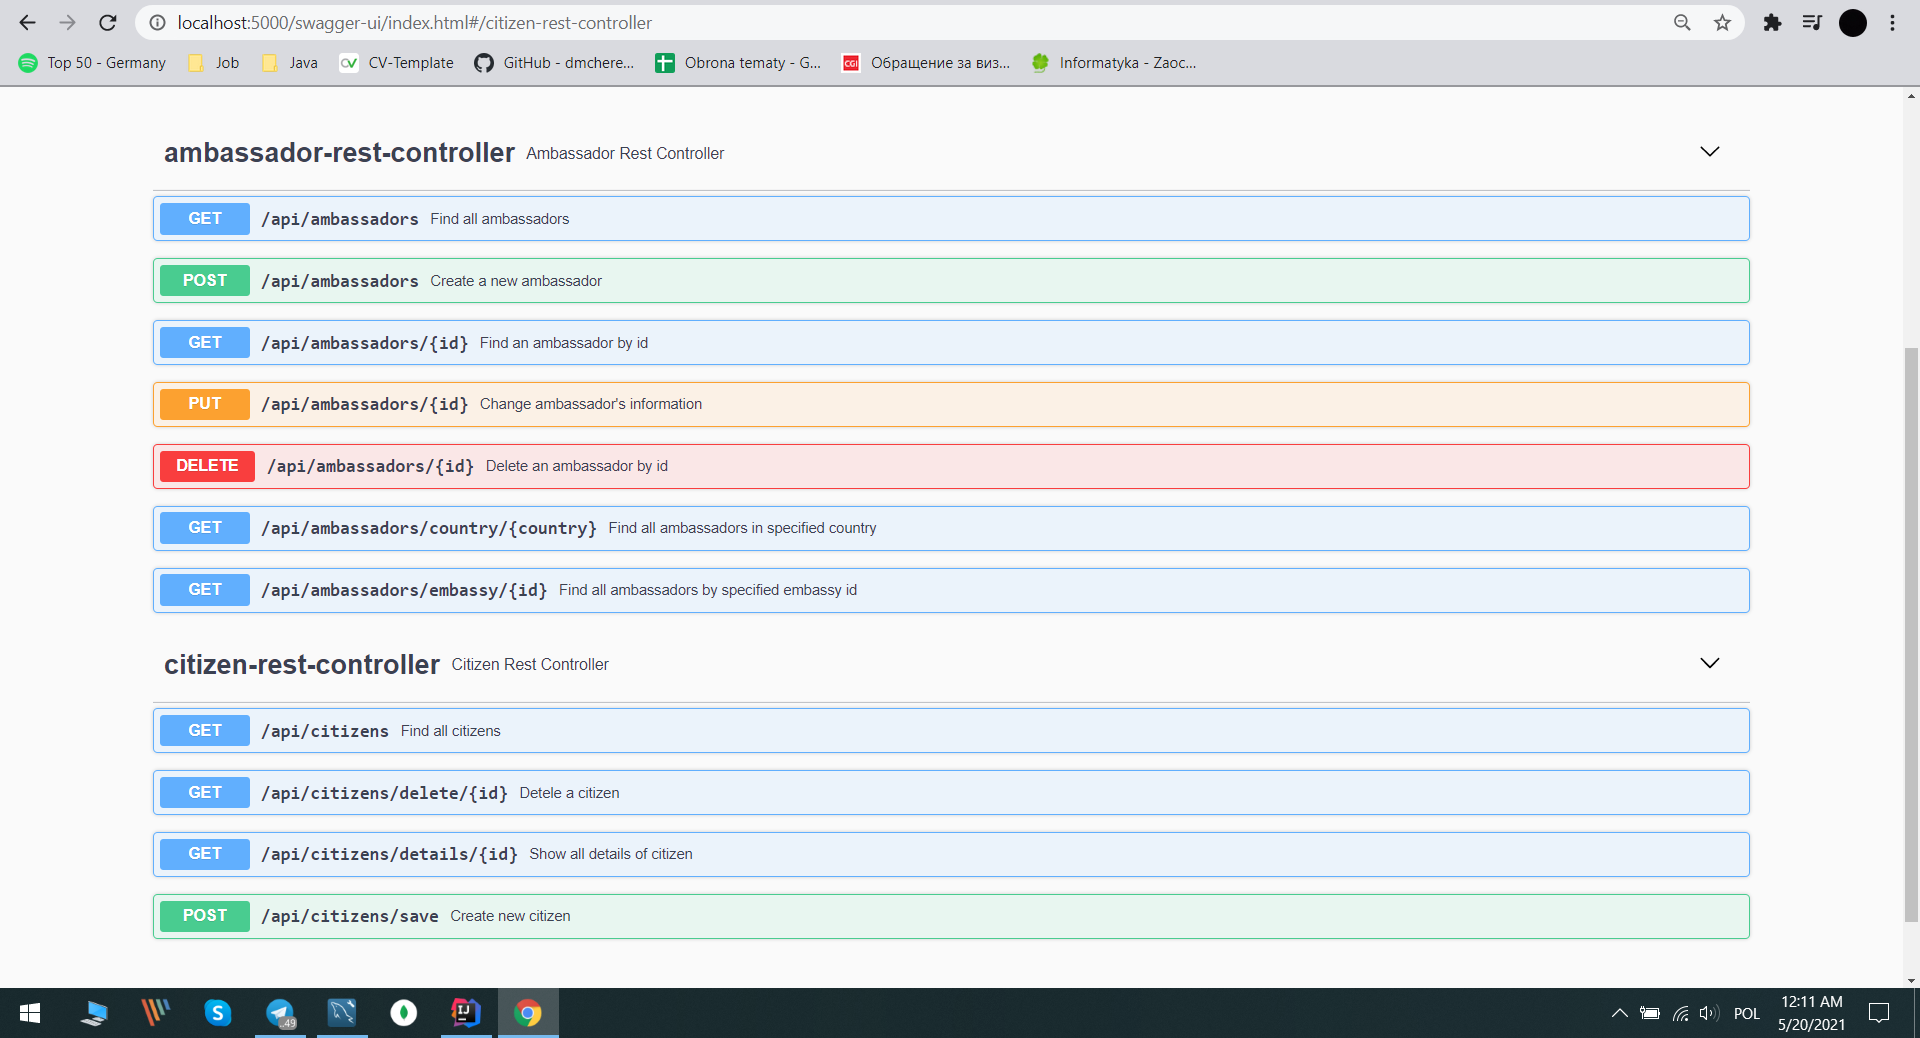 localhost:5000/swagger-ui/index.html#/citizen-rest-controller
Top 50 - Germany Job Java CV-Template GitHub - dmchere... Obrona tematy - G... CGI Обращение за виз... Informatyka - Zaoc...
ambassador-rest-controller Ambassador Rest Controller
GET /api/ambassadors Find all ambassadors
POST /api/ambassadors Create a new ambassador
GET /api/ambassadors/{id} Find an ambassador by id
PUT /api/ambassadors/{id} Change ambassador's information
DELETE /api/ambassadors/{id} Delete an ambassador by id
GET /api/ambassadors/country/{country} Find all ambassadors in specified country
GET /api/ambassadors/embassy/{id} Find all ambassadors by specified embassy id
citizen-rest-controller Citizen Rest Controller
GET /api/citizens Find all citizens
GET /api/citizens/delete/{id} Detele a citizen
GET /api/citizens/details/{id} Show all details of citizen
POST /api/citizens/save Create new citizen
S ..49 IJ POL 12:11 AM
5/20/2021